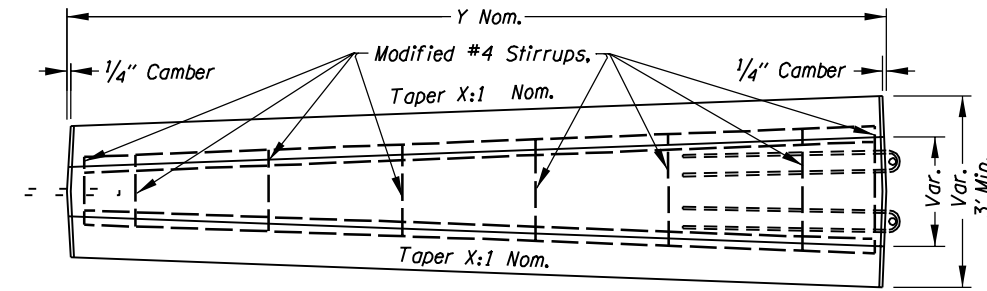 Y Nom.
Modified #4 Stirrups.
1/4" Camber
1/4" Camber
Taper X:1 Nom.
Var.
Var.
3' Min.
Taper X:1 Nom.